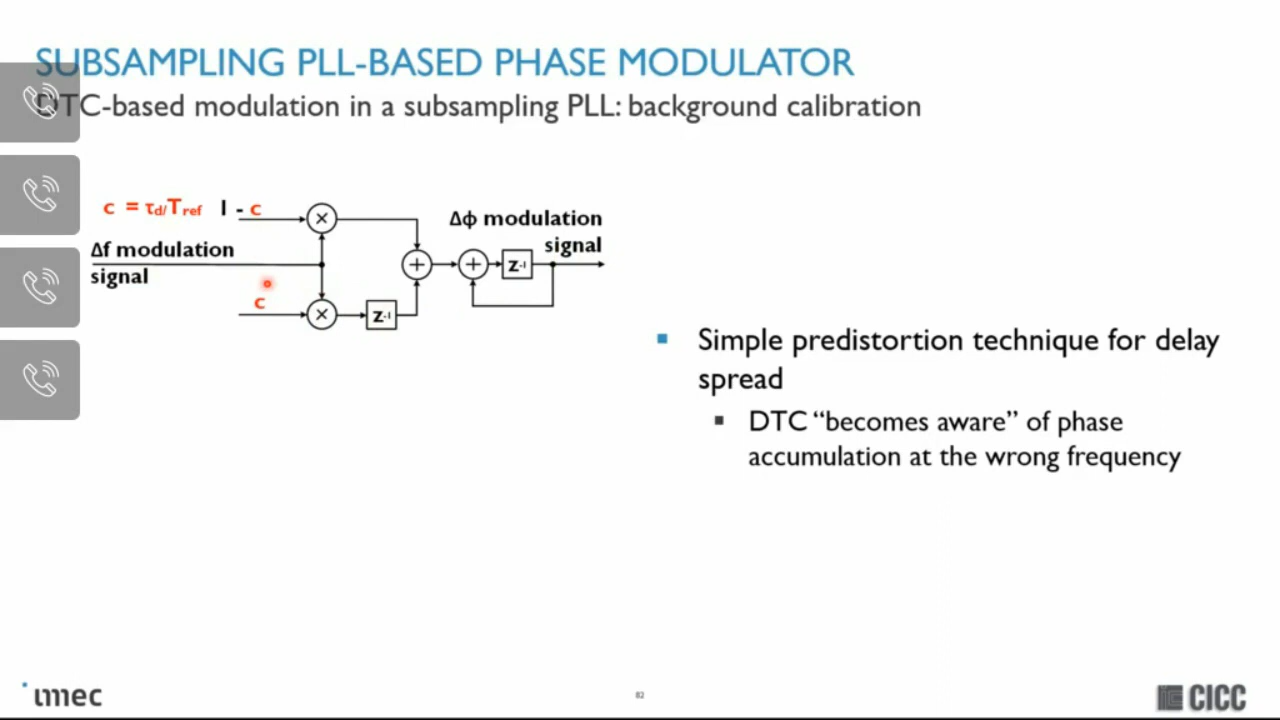 SUBSAMPLING PLL-BASED PHASE MODULATOR
DTC-based modulation in a subsampling PLL: background calibration
c = τd/Tref 1 - c
Δf modulation
signal
c
×
×
z-1
+
+
z-1
Δϕ modulation
signal
▪ Simple predistortion technique for delay
spread
▪ DTC “becomes aware” of phase
accumulation at the wrong frequency
imec
82
CICC